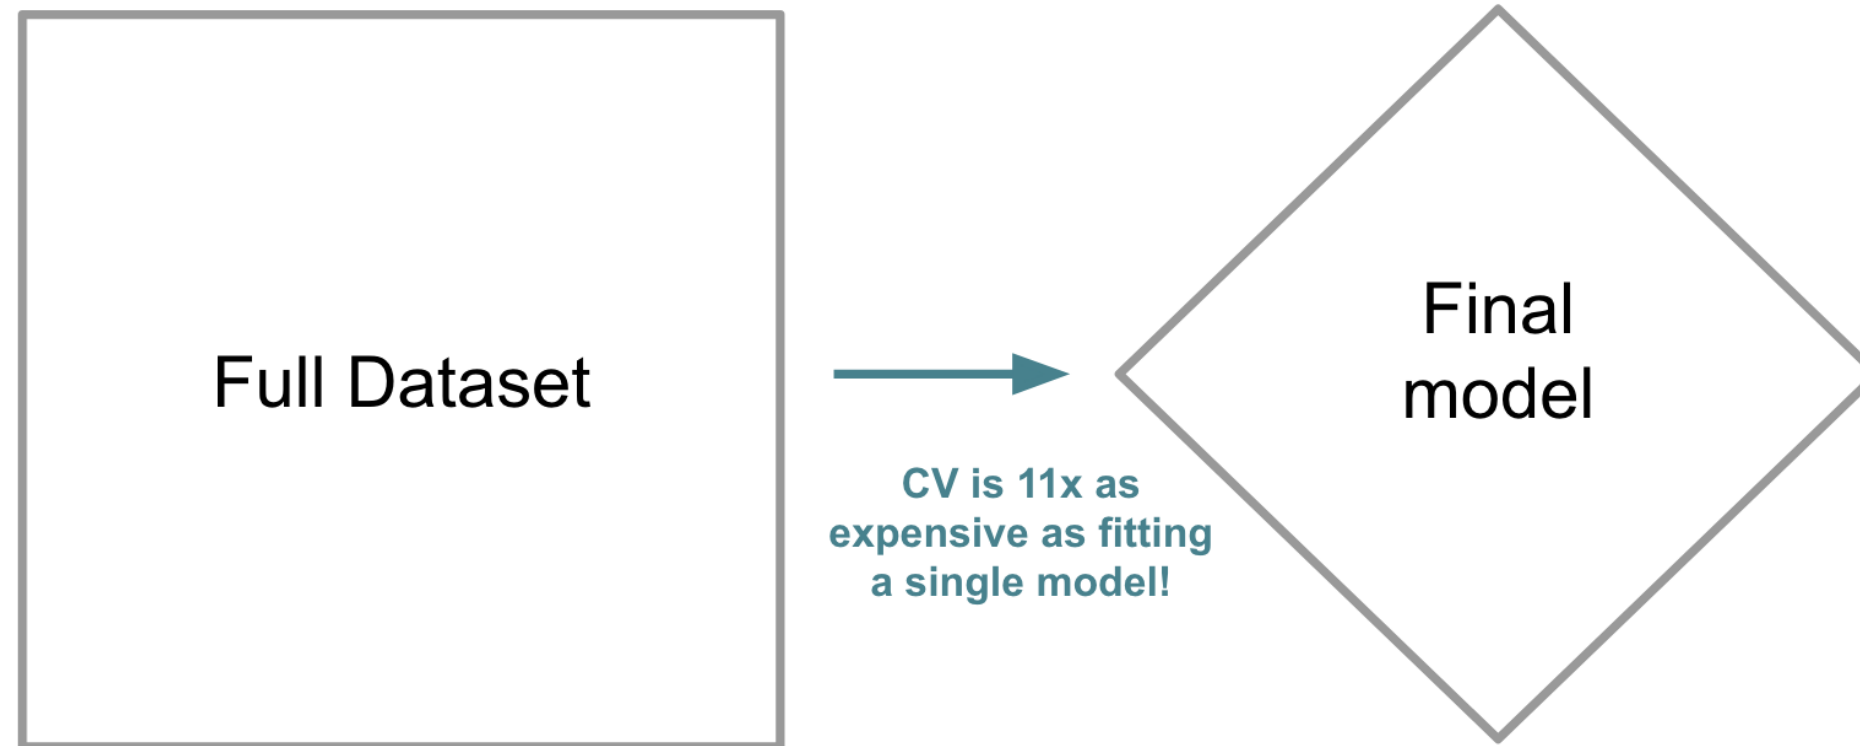 Full Dataset
CV is 11x as
expensive as fitting
a single model!
Final
model